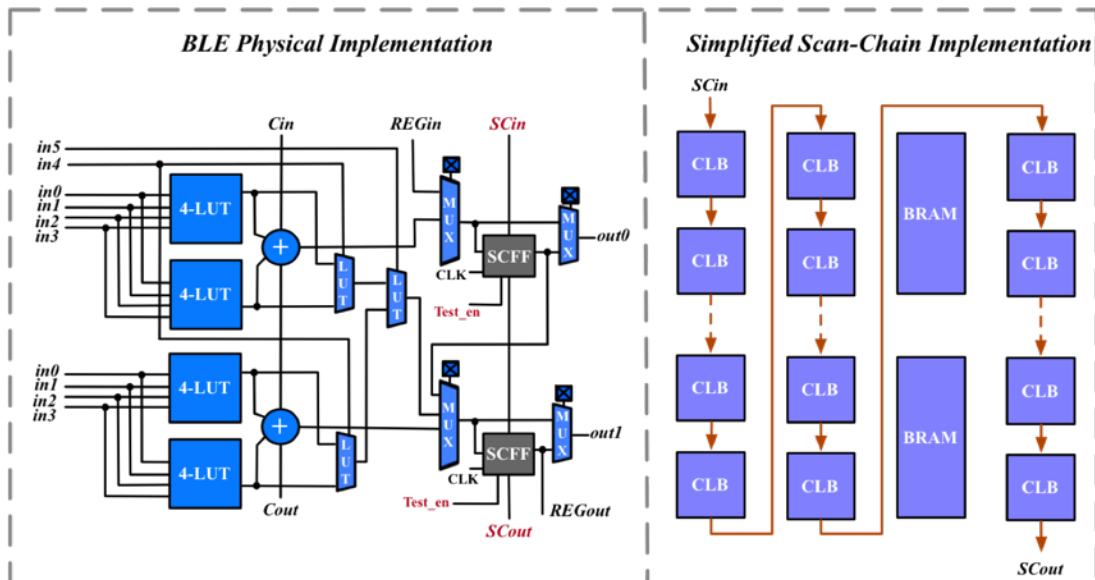 BLE Physical Implementation
Cin
REGin
SCin
in5
in4
in0
in1
in2
in3
4-LUT
4-LUT
+
LUT
LUT
MUX
CLK
SCFF
Test_en
MUX
out0
in0
in1
in2
in3
4-LUT
4-LUT
+
LUT
MUX
CLK
SCFF
Test_en
MUX
out1
Cout
SCout
REGout
Simplified Scan-Chain Implementation
SCin
CLB
CLB
BRAM
CLB
CLB
CLB
CLB
CLB
CLB
BRAM
CLB
CLB
CLB
CLB
SCout